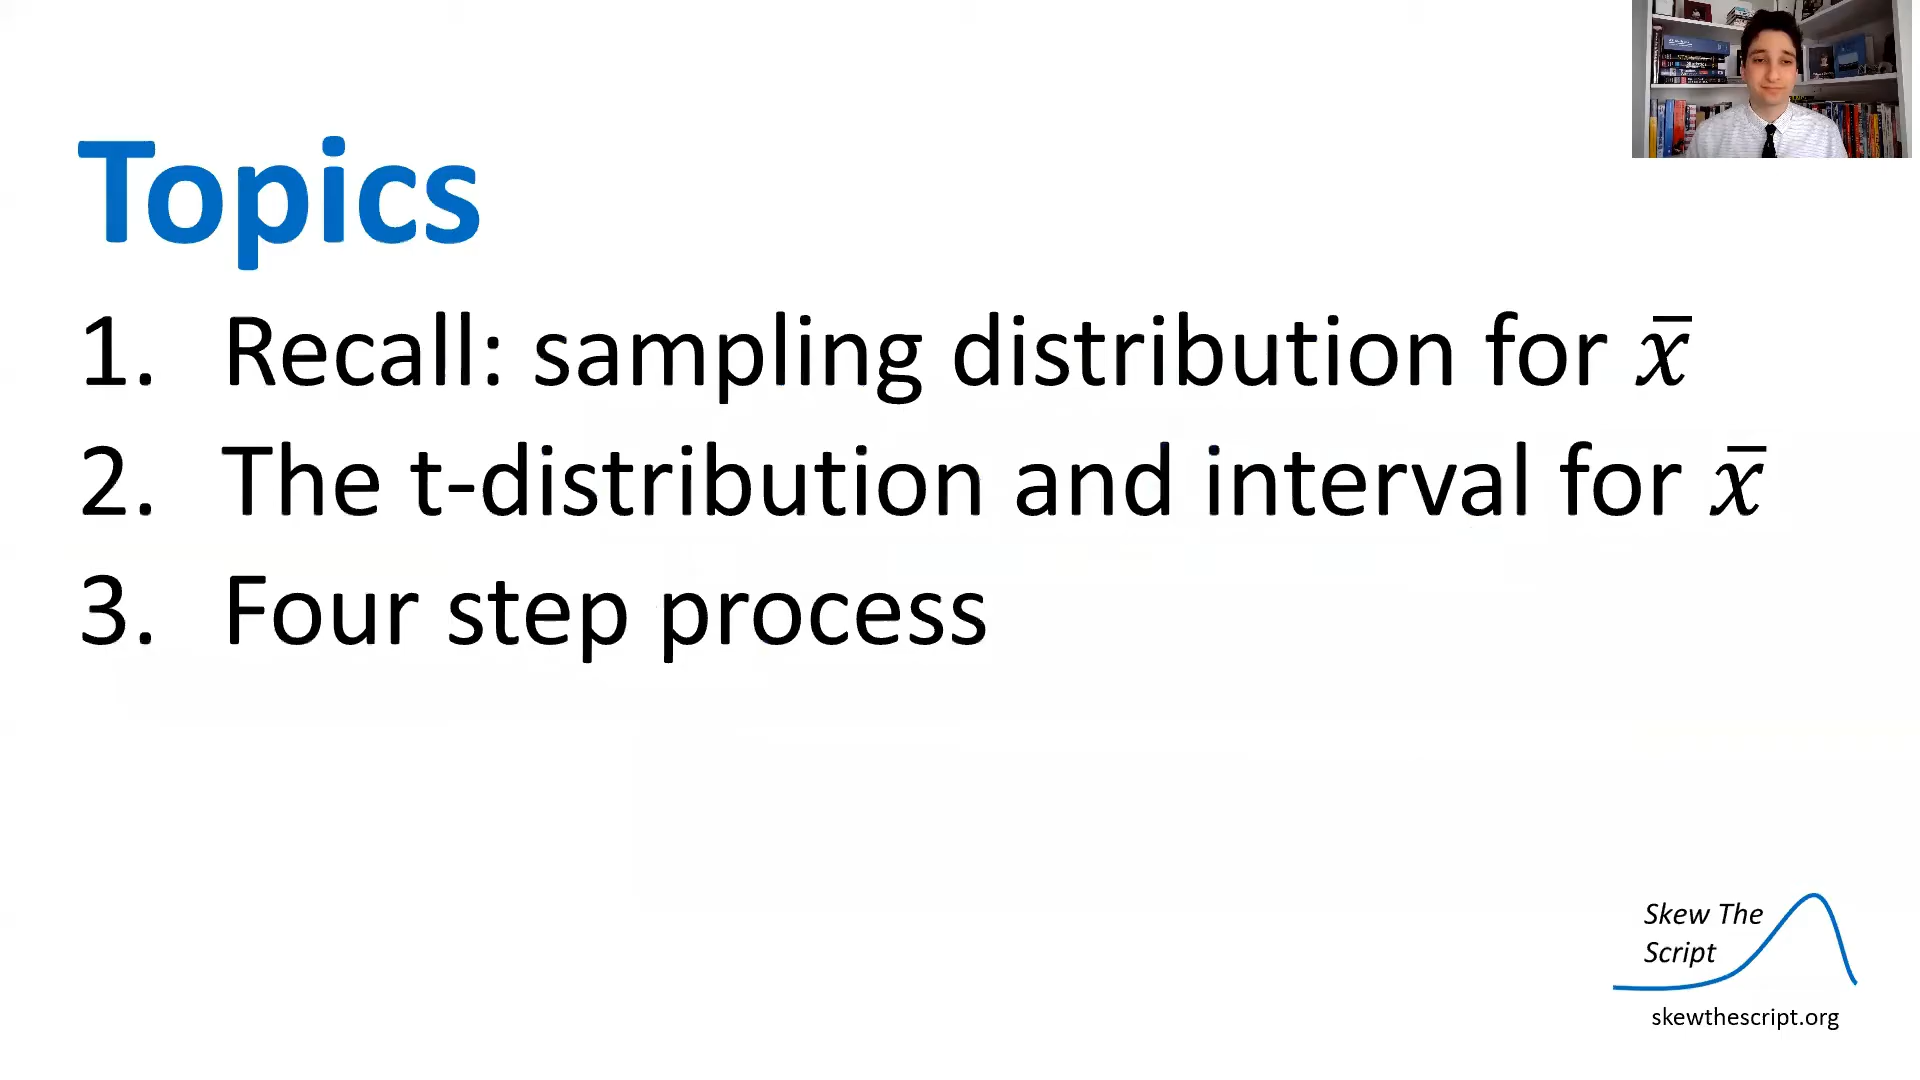 Topics
1. Recall: sampling distribution for x̄
2. The t-distribution and interval for x̄
3. Four step process
Skew The
Script
skewthescript.org